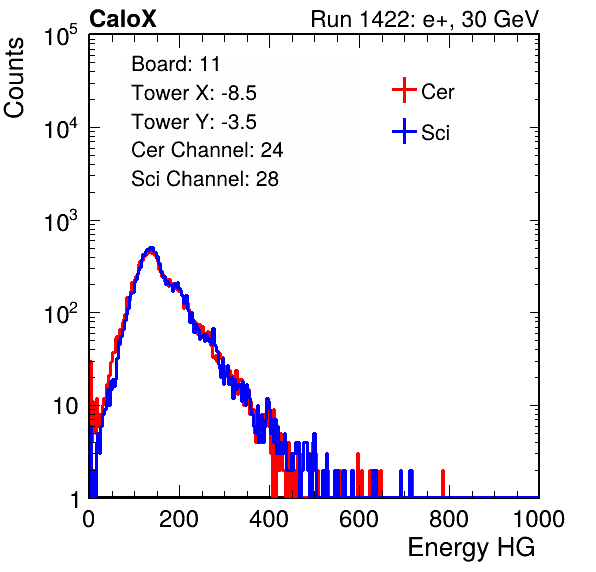 CaloX Run 1422: e+, 30 GeV
Counts
Board: 11
Tower X: -8.5
Tower Y: -3.5
Cer Channel: 24
Sci Channel: 28
Cer
Sci
10^5
10^4
10^3
10^2
10
1
0 200 400 600 800 1000
Energy HG